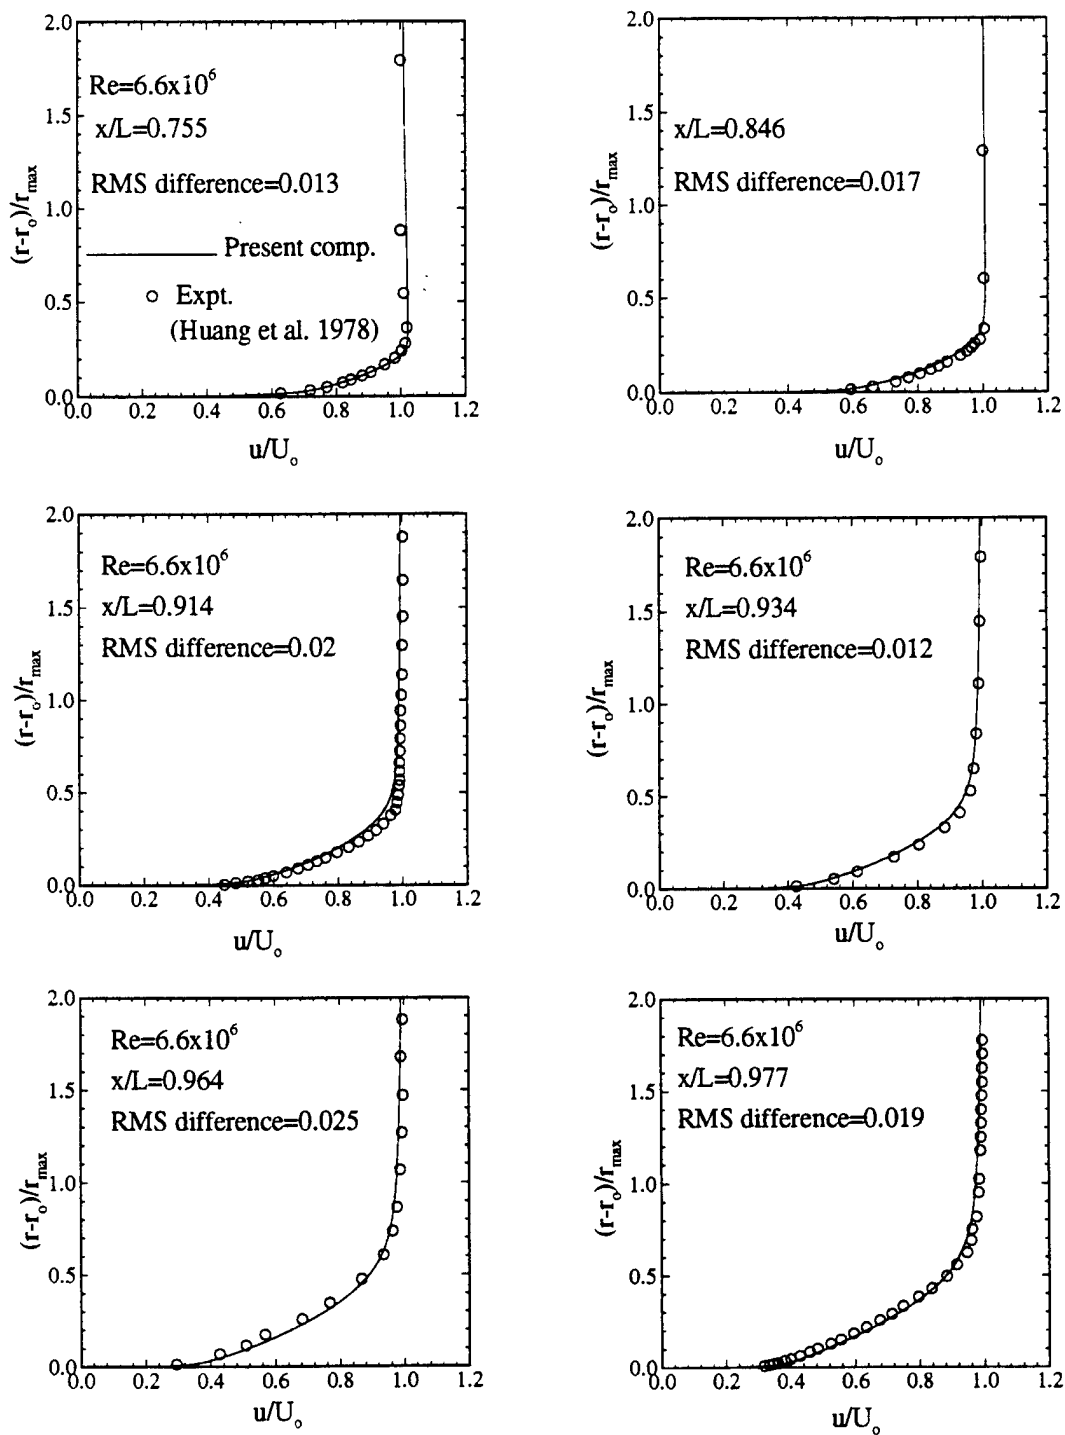 2.0
1.5
1.0
0.5
0.0
(r-r_o)/r_max
Re=6.6x10^6
x/L=0.755
RMS difference=0.013
Present comp.
Expt.
(Huang et al. 1978)
0.0 0.2 0.4 0.6 0.8 1.0 1.2
u/U_o
2.0
1.5
1.0
0.5
0.0
(r-r_o)/r_max
x/L=0.846
RMS difference=0.017
0.0 0.2 0.4 0.6 0.8 1.0 1.2
u/U_o
2.0
1.5
1.0
0.5
0.0
(r-r_o)/r_max
Re=6.6x10^6
x/L=0.914
RMS difference=0.02
0.0 0.2 0.4 0.6 0.8 1.0 1.2
u/U_o
2.0
1.5
1.0
0.5
0.0
(r-r_o)/r_max
Re=6.6x10^6
x/L=0.934
RMS difference=0.012
0.0 0.2 0.4 0.6 0.8 1.0 1.2
u/U_o
2.0
1.5
1.0
0.5
0.0
(r-r_o)/r_max
Re=6.6x10^6
x/L=0.964
RMS difference=0.025
0.0 0.2 0.4 0.6 0.8 1.0 1.2
u/U_o
2.0
1.5
1.0
0.5
0.0
(r-r_o)/r_max
Re=6.6x10^6
x/L=0.977
RMS difference=0.019
0.0 0.2 0.4 0.6 0.8 1.0 1.2
u/U_o